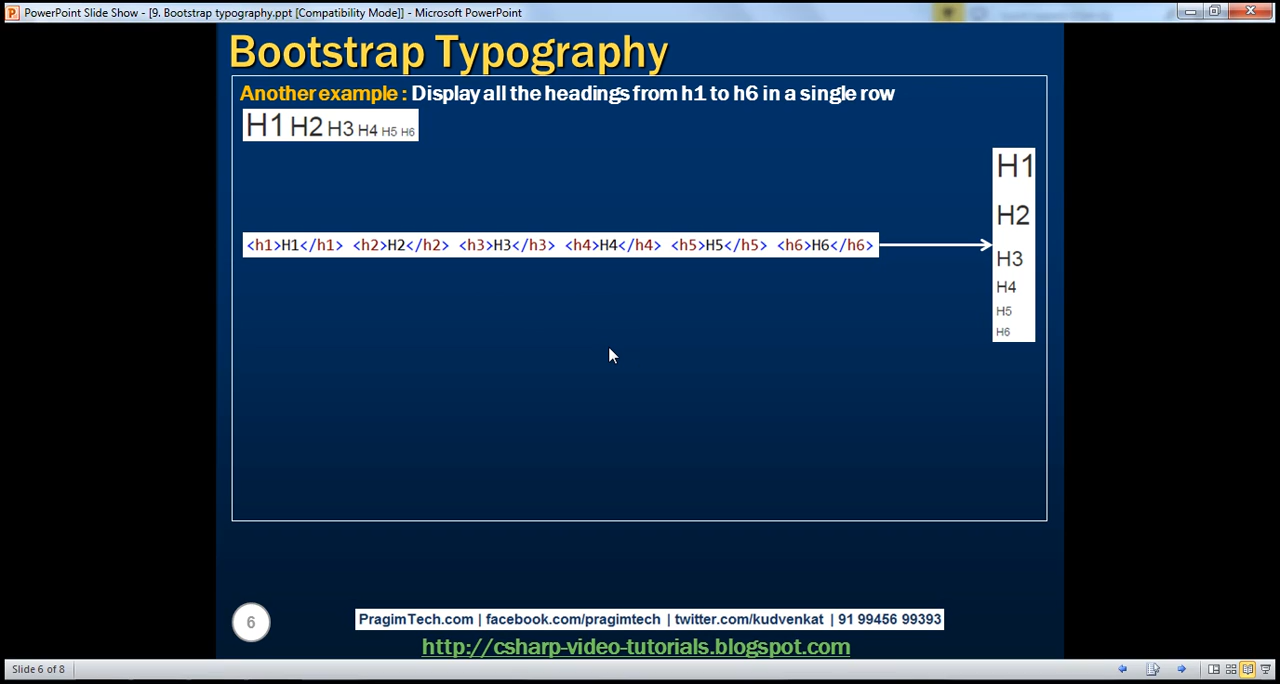 PowerPoint Slide Show - [9. Bootstrap typography.ppt [Compatibility Mode]] - Microsoft PowerPoint
Bootstrap Typography
Another example : Display all the headings from h1 to h6 in a single row
H1 H2 H3 H4 H5 H6
<h1>H1</h1> <h2>H2</h2> <h3>H3</h3> <h4>H4</h4> <h5>H5</h5> <h6>H6</h6>
H1
H2
H3
H4
H5
H6
6
PragimTech.com | facebook.com/pragimtech | twitter.com/kudvenkat | 91 99456 99393
http://csharp-video-tutorials.blogspot.com
Slide 6 of 8